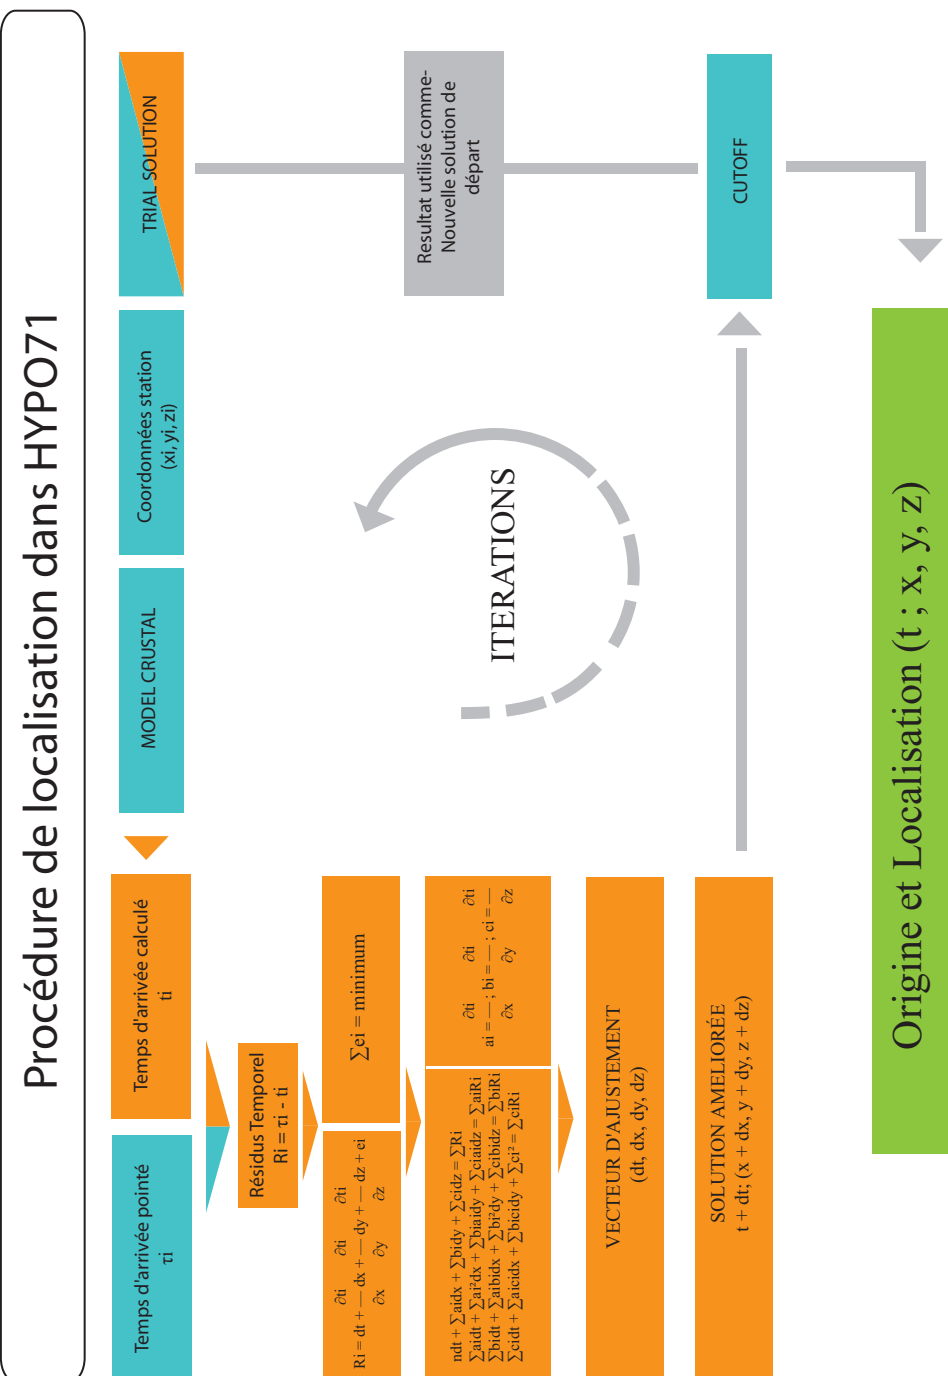 Procédure de localisation dans HYPO71
Temps d'arrivée pointé
τi
Temps d'arrivée calculé
ti
MODEL CRUSTAL
Coordonnées station
(xi, yi, zi)
TRIAL SOLUTION
Résidus Temporel
Ri = τi - ti
∂ti ∂ti ∂ti
Ri = dt + — dx + — dy + — dz + ei
∂x ∂y ∂z
∑ei = minimum
ndt + ∑aidx + ∑bidy + ∑cidz = ∑Ri
∑aidt + ∑ai²dx + ∑biaidy + ∑ciaidz = ∑aiRi
∑bidt + ∑aibidx + ∑bi²dy + ∑cibidz = ∑biRi
∑cidt + ∑aicidx + ∑bicidy + ∑ci² = ∑ciRi
∂ti ∂ti ∂ti
ai = — ; bi = — ; ci = —
∂x ∂y ∂z
VECTEUR D'AJUSTEMENT
(dt, dx, dy, dz)
SOLUTION AMELIORÉE
t + dt; (x + dx, y + dy, z + dz)
ITERATIONS
Resultat utilisé comme-
Nouvelle solution de
départ
CUTOFF
Origine et Localisation (t ; x, y, z)